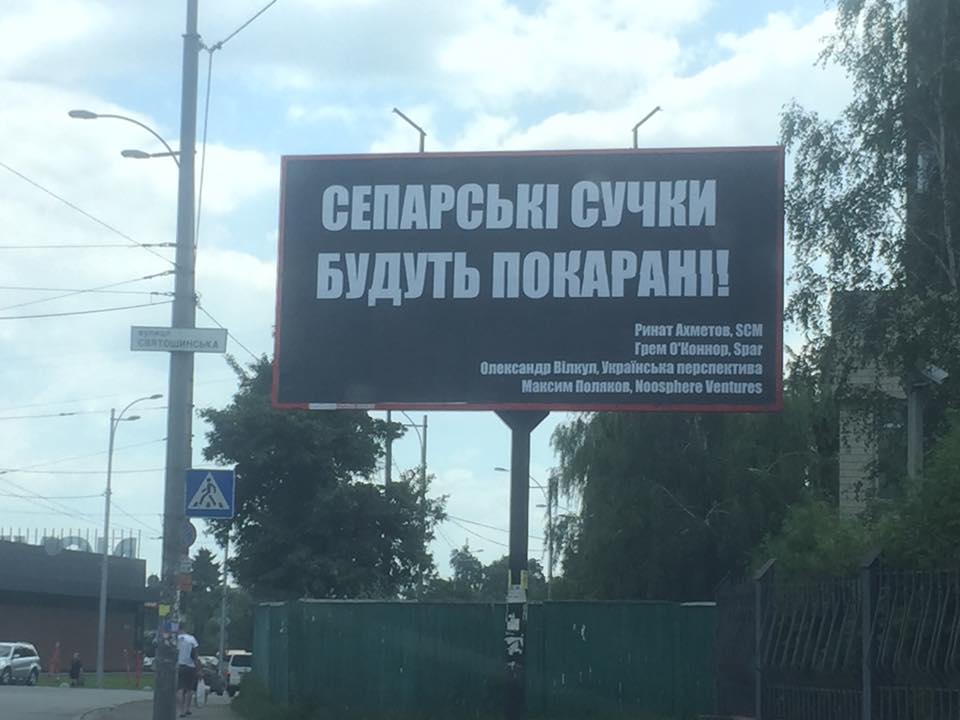 СЕПАРСЬКІ СУЧКИ
БУДУТЬ ПОКАРАНІ!
Ринат Ахметов, SCM
Грем О'Коннор, Spar
Олександр Вілкул, Українська перспектива
Максим Поляков, Noosphere Ventures
вулиця
СВЯТОШИНСЬКА